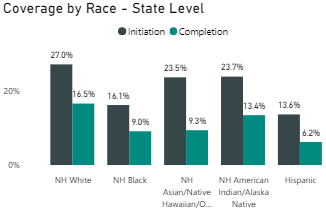 Coverage by Race - State Level
Initiation Completion
27.0%
16.5%
16.1%
9.0%
23.5%
9.3%
23.7%
13.4%
13.6%
6.2%
20%
0%
NH White
NH Black
NH
Asian/Native
Hawaiian/O...
NH American
Indian/Alaska
Native
Hispanic